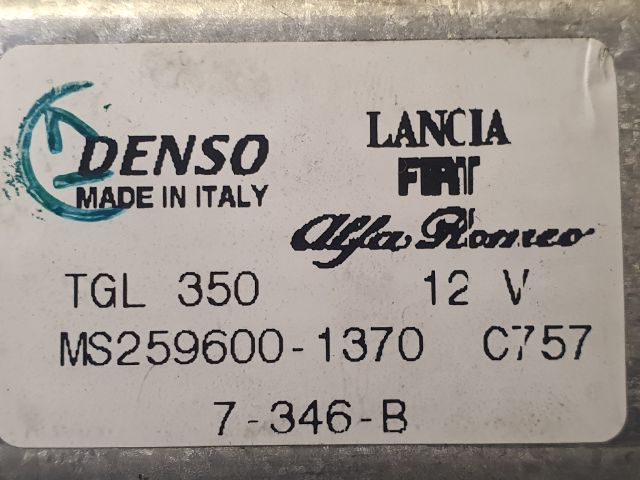 DENSO
MADE IN ITALY
LANCIA
FIAT
Alfa Romeo
TGL 350 12 V
MS259600-1370 C757
7-346-B